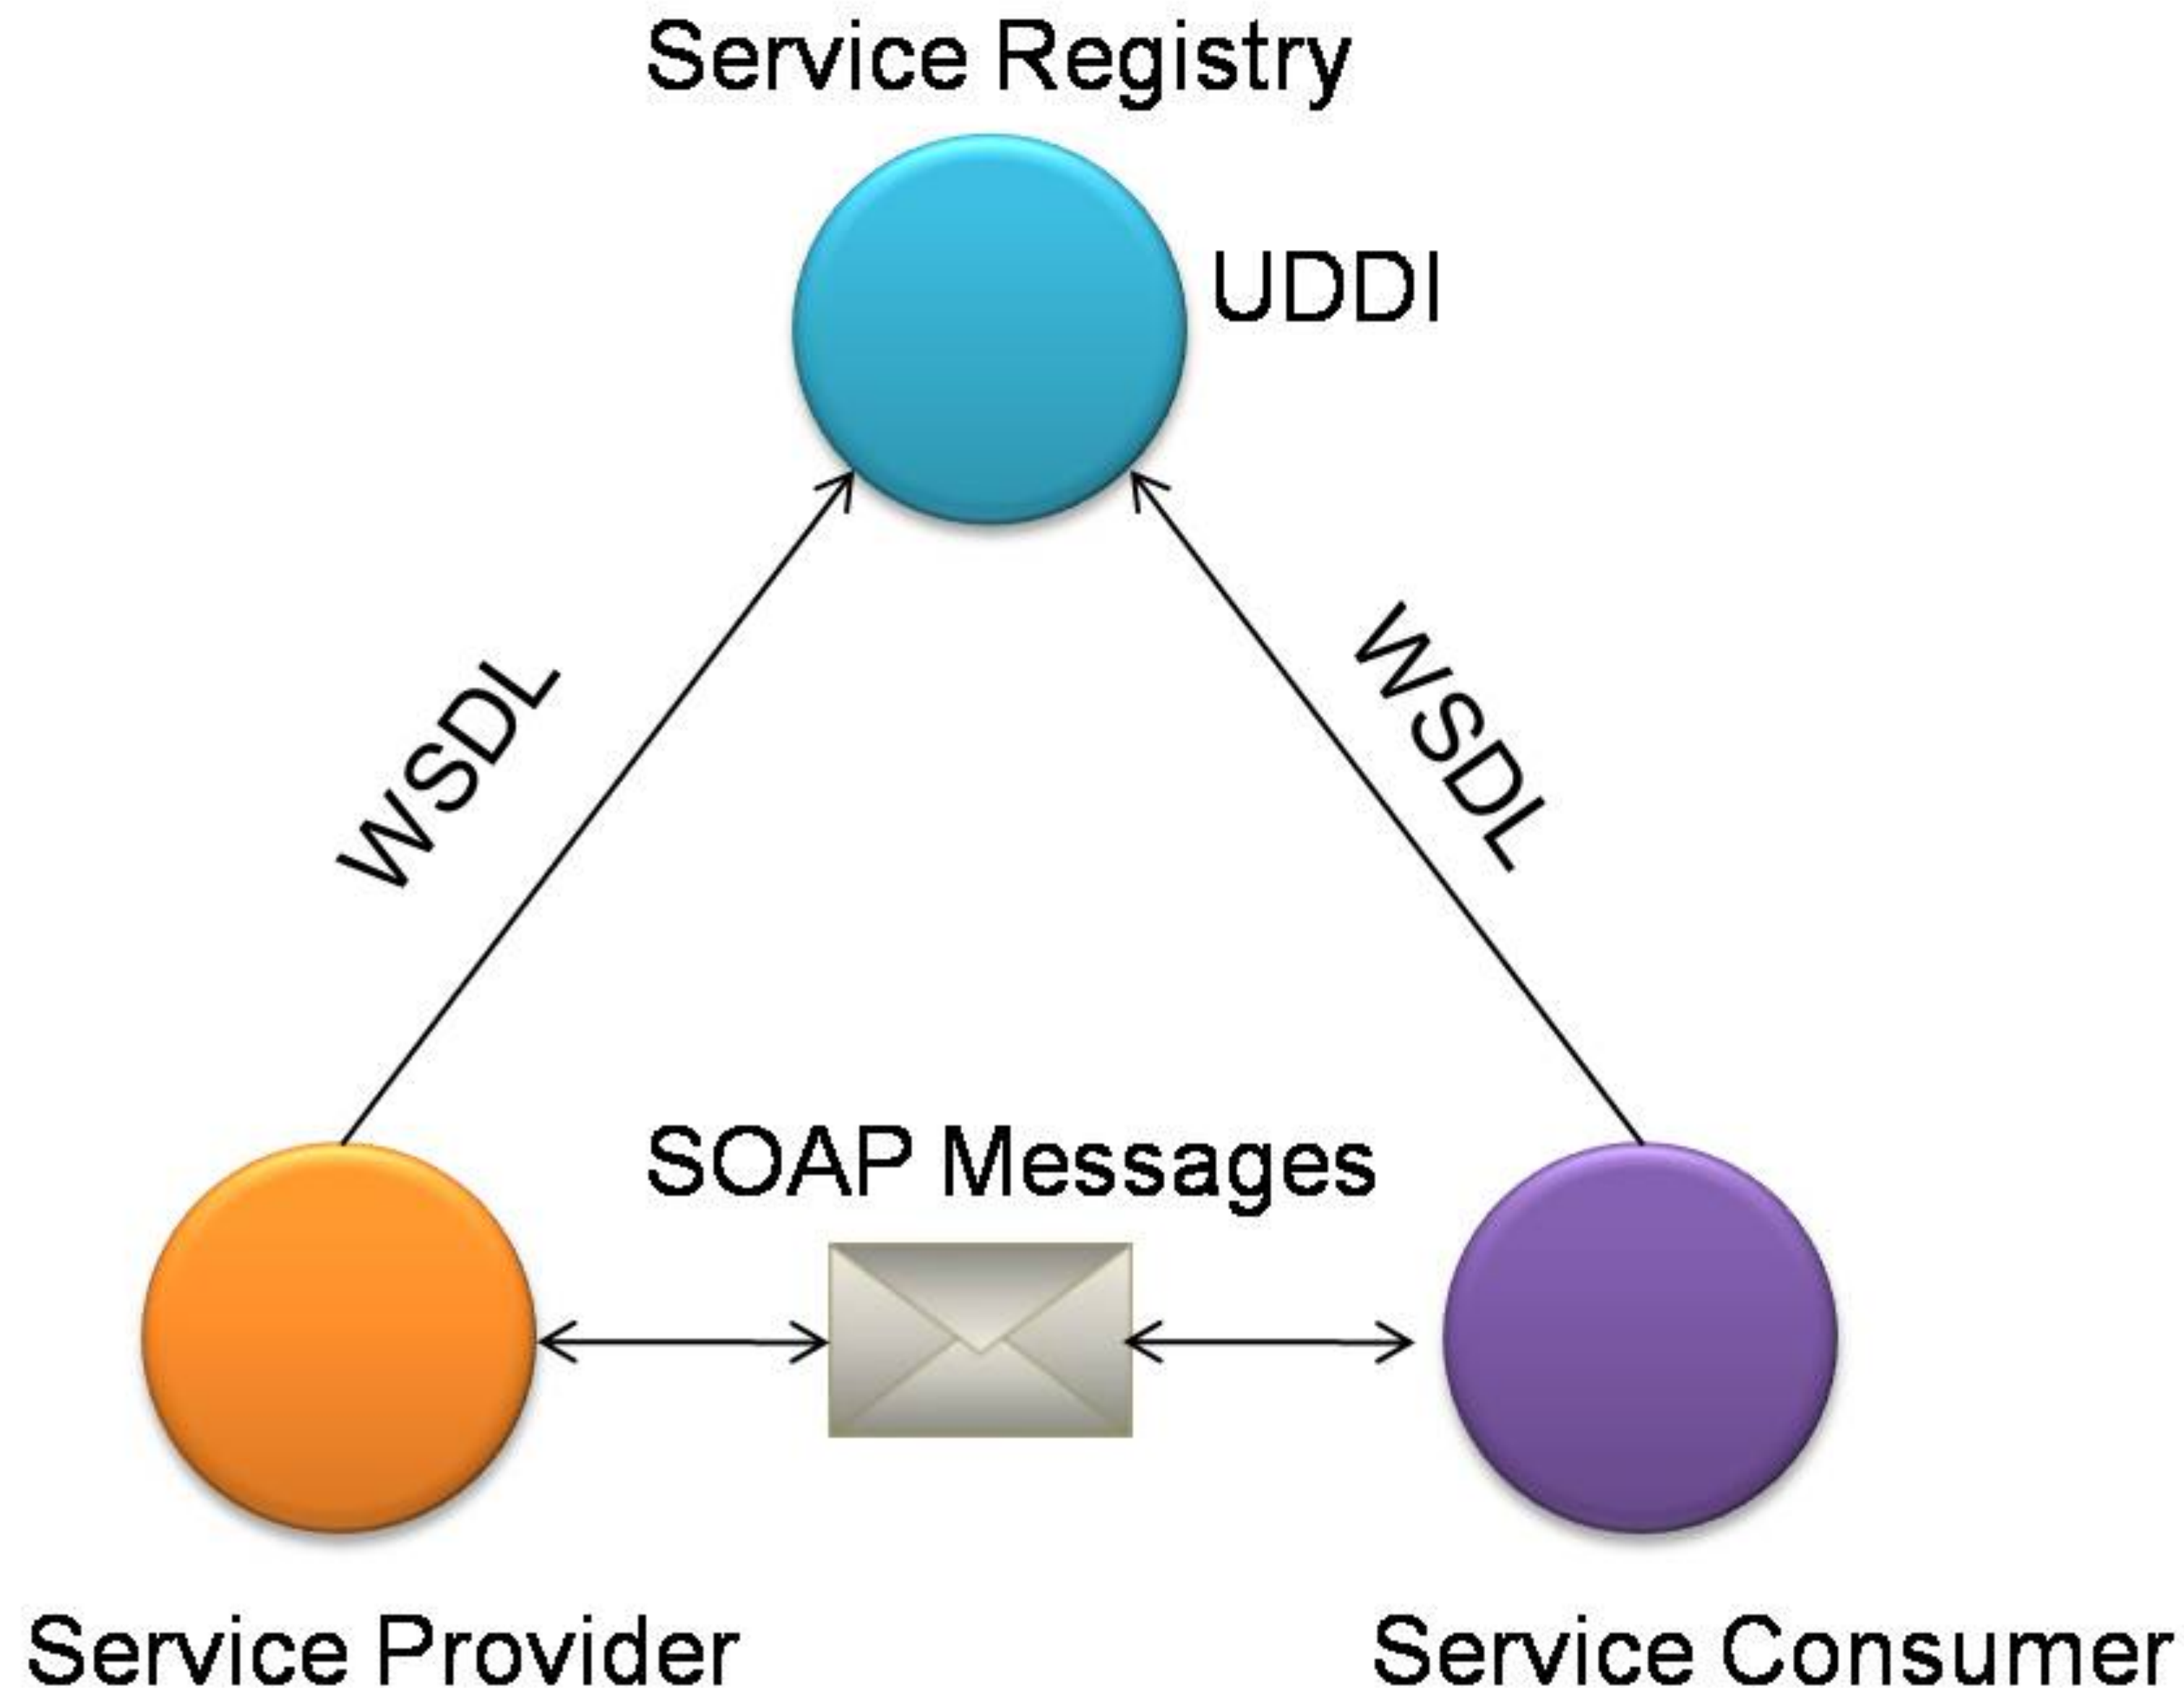 Service Registry
UDDI
WSDL
WSDL
SOAP Messages
Service Provider
Service Consumer